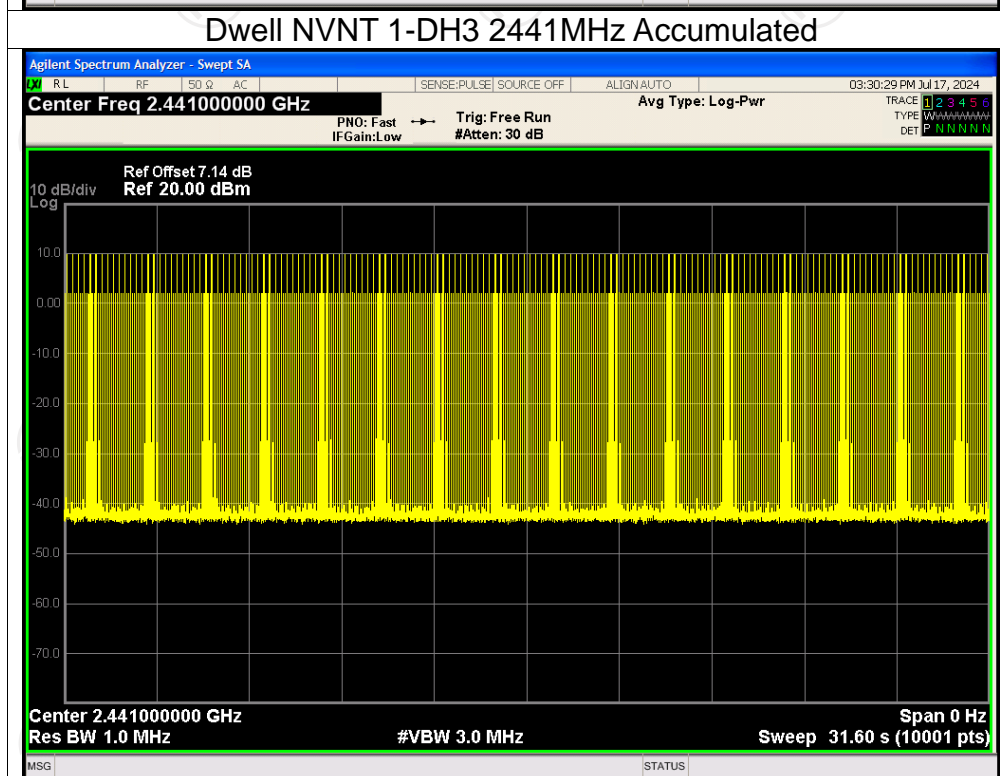 Dwell NVNT 1-DH3 2441MHz Accumulated
Agilent Spectrum Analyzer - Swept SA
LXI RL RF 50 Ω AC SENSE:PULSE SOURCE OFF ALIGN AUTO 03:30:29 PM Jul 17, 2024
Center Freq 2.441000000 GHz Avg Type: Log-Pwr TRACE 1 2 3 4 5 6
PNO: Fast Trig: Free Run TYPE W
IFGain:Low #Atten: 30 dB DET P N N N N N
Ref Offset 7.14 dB
10 dB/div Ref 20.00 dBm
Log
10.0
0.00
-10.0
-20.0
-30.0
-40.0
-50.0
-60.0
-70.0
Center 2.441000000 GHz Span 0 Hz
Res BW 1.0 MHz #VBW 3.0 MHz Sweep 31.60 s (10001 pts)
MSG STATUS